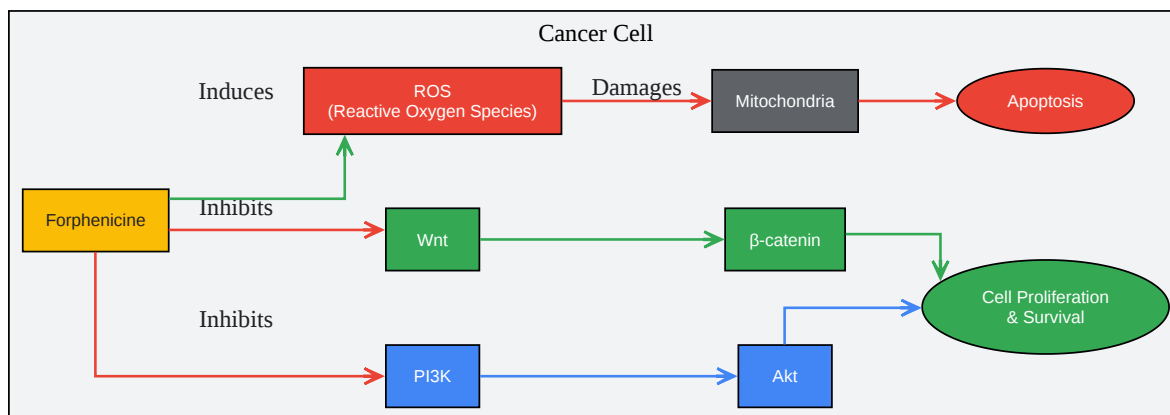 Cancer Cell
Induces
ROS
(Reactive Oxygen Species)
Damages
Mitochondria
Apoptosis
Forphenicine
Inhibits
Wnt
β-catenin
Cell Proliferation
& Survival
Inhibits
PI3K
Akt